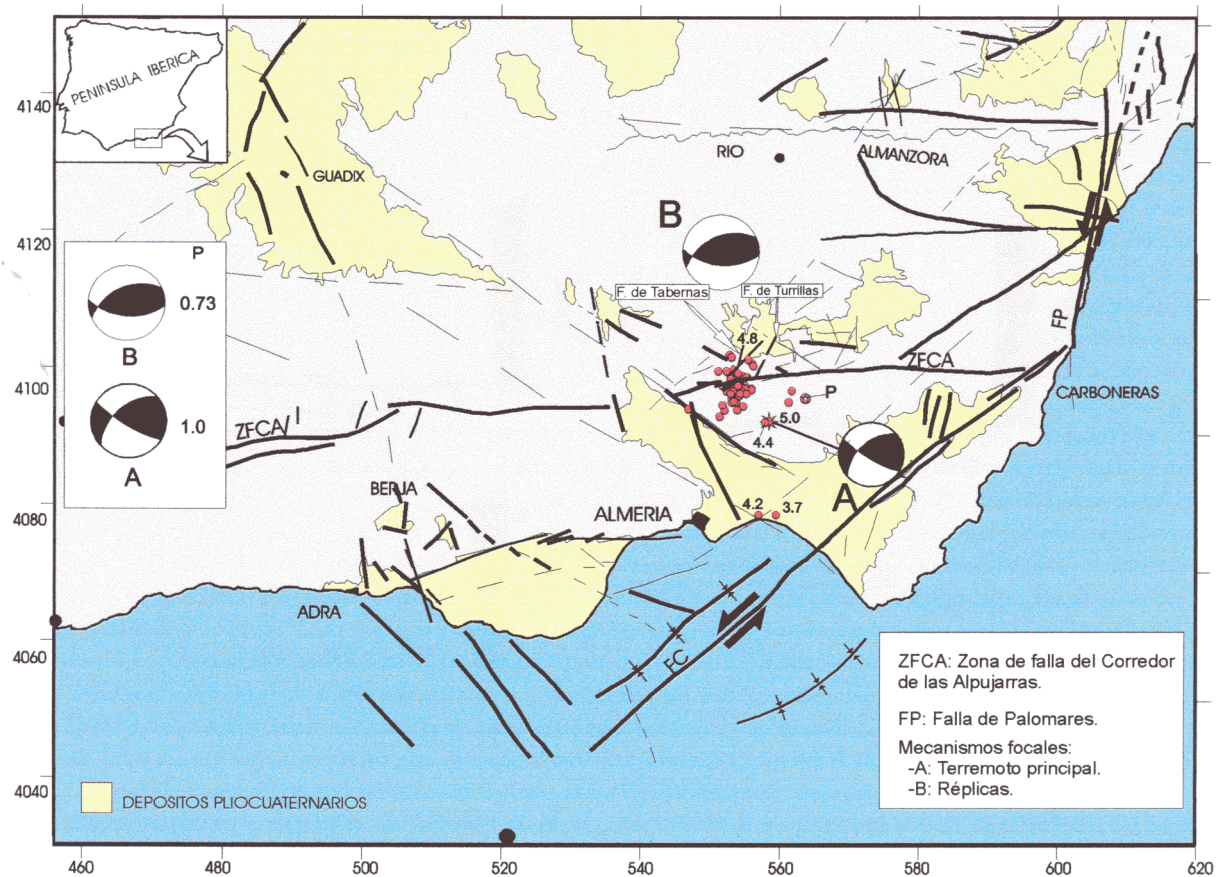 PENINSULA IBERICA
4140
4120
4100
4080
4060
4040
GUADIX
RIO
ALMANZORA
P
0.73
B
1.0
A
B
F. de Tabernas
F. de Turrillas
4.8
ZFCA
FP
P
CARBONERAS
5.0
4.4
A
ZFCA
BERJA
4.2
3.7
ALMERIA
ADRA
FC
ZFCA: Zona de falla del Corredor
de las Alpujarras.
FP: Falla de Palomares.
Mecanismos focales:
-A: Terremoto principal.
-B: Réplicas.
DEPOSITOS PLIOCUATERNARIOS
460
480
500
520
540
560
580
600
620